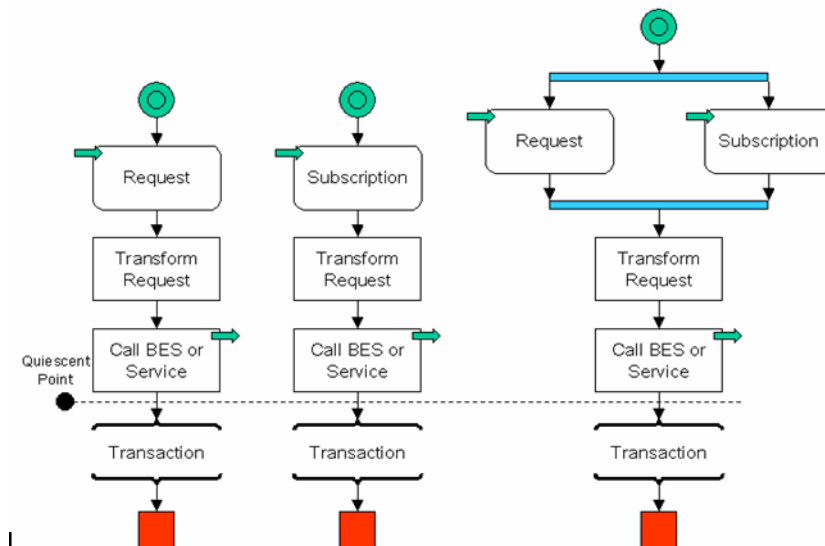 Request
Subscription
Request
Subscription
Transform
Request
Transform
Request
Transform
Request
Call BES or
Service
Call BES or
Service
Call BES or
Service
Quiescent
Point
Transaction
Transaction
Transaction